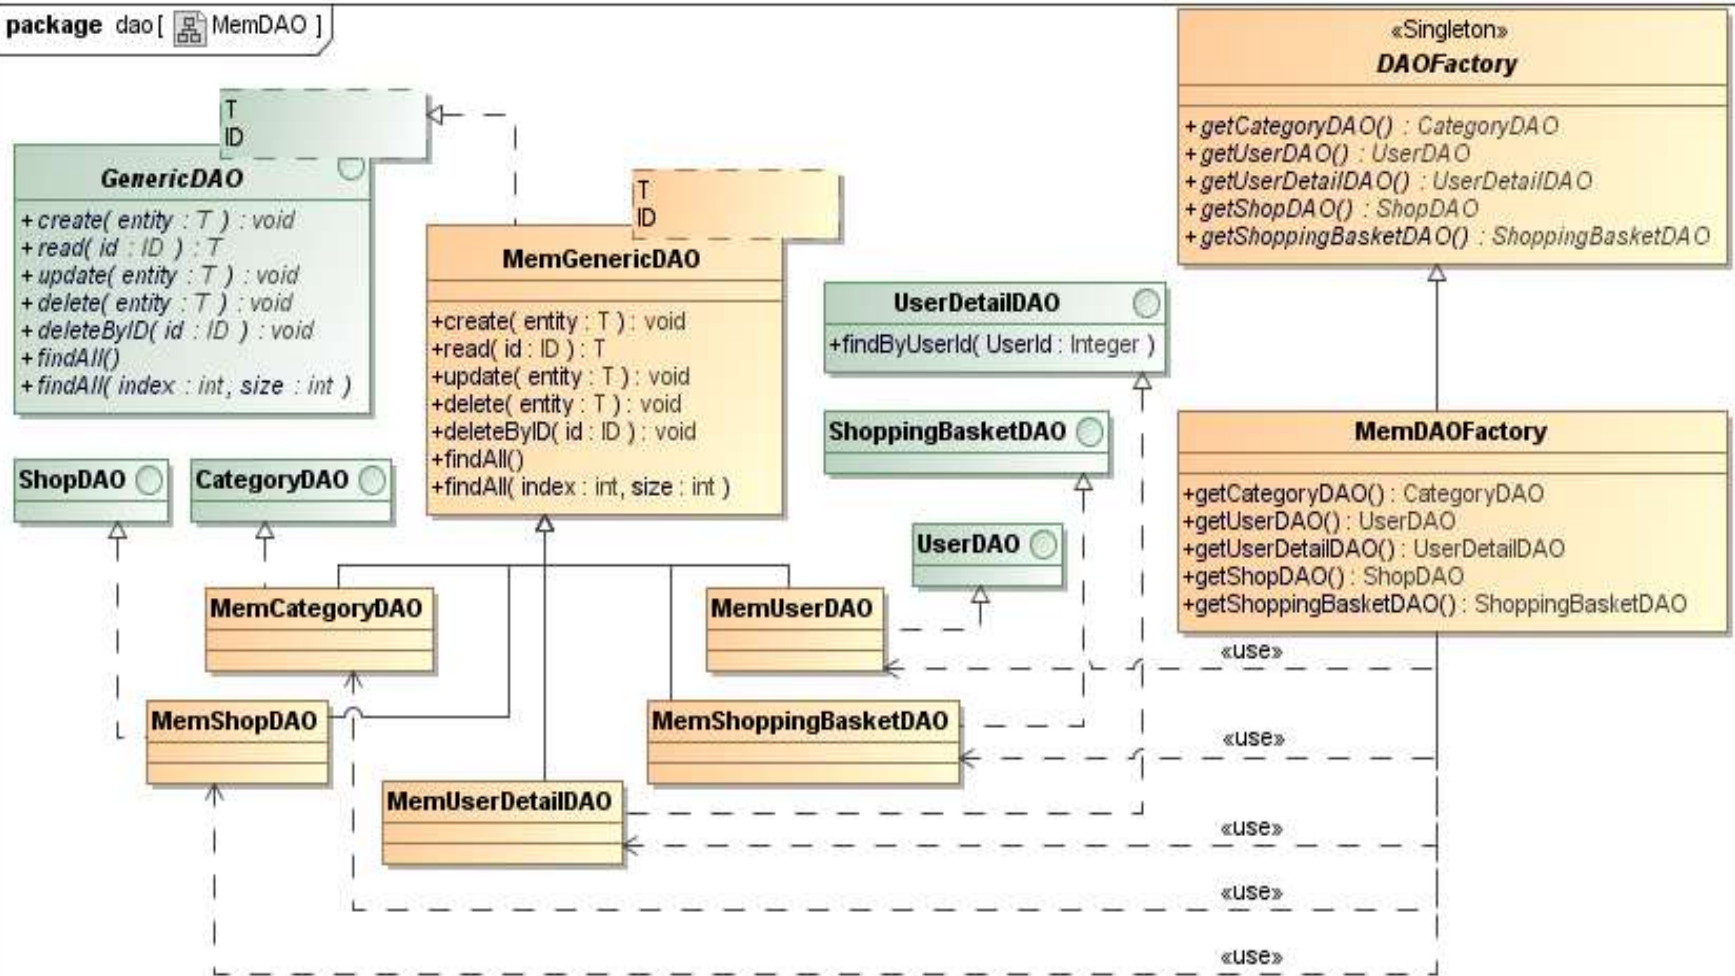 package dao [ MemDAO ]
T
ID
GenericDAO
+create( entity : T ) : void
+read( id : ID ) : T
+update( entity : T ) : void
+delete( entity : T ) : void
+deleteByID( id : ID ) : void
+findAll()
+findAll( index : int, size : int )
T
ID
MemGenericDAO
+create( entity : T ) : void
+read( id : ID ) : T
+update( entity : T ) : void
+delete( entity : T ) : void
+deleteByID( id : ID ) : void
+findAll()
+findAll( index : int, size : int )
«Singleton»
DAOFactory
+getCategoryDAO() : CategoryDAO
+getUserDAO() : UserDAO
+getUserDetailDAO() : UserDetailDAO
+getShopDAO() : ShopDAO
+getShoppingBasketDAO() : ShoppingBasketDAO
UserDetailDAO
+findByUserId( UserId : Integer )
ShoppingBasketDAO
UserDAO
ShopDAO
CategoryDAO
MemDAOFactory
+getCategoryDAO() : CategoryDAO
+getUserDAO() : UserDAO
+getUserDetailDAO() : UserDetailDAO
+getShopDAO() : ShopDAO
+getShoppingBasketDAO() : ShoppingBasketDAO
MemCategoryDAO
MemUserDAO
MemShopDAO
MemShoppingBasketDAO
MemUserDetailDAO
«use»
«use»
«use»
«use»
«use»